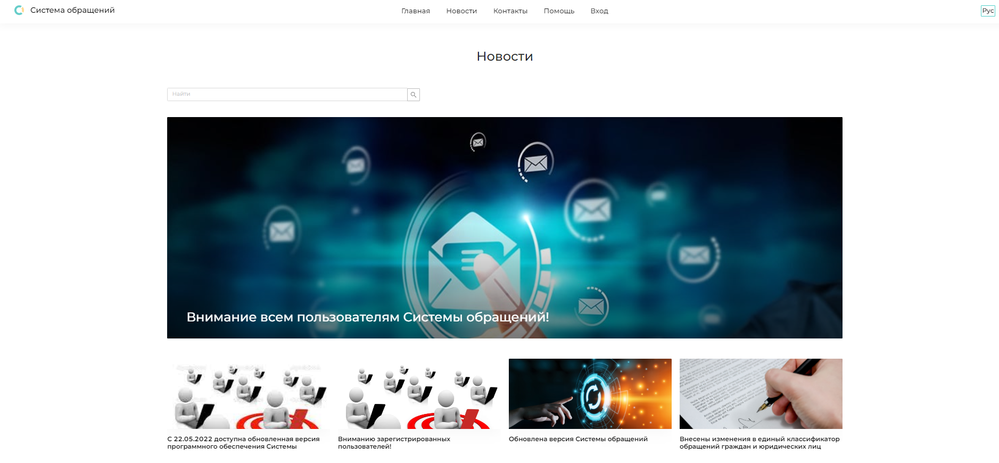 Система обращений
Главная
Новости
Контакты
Помощь
Вход
Рус
Новости
Найти
Внимание всем пользователям Системы обращений!
С 22.05.2022 доступна обновленная версия
программного обеспечения Системы
Вниманию зарегистрированных
пользователей!
Обновлена версия Системы обращений
Внесены изменения в единый классификатор
обращений граждан и юридических лиц